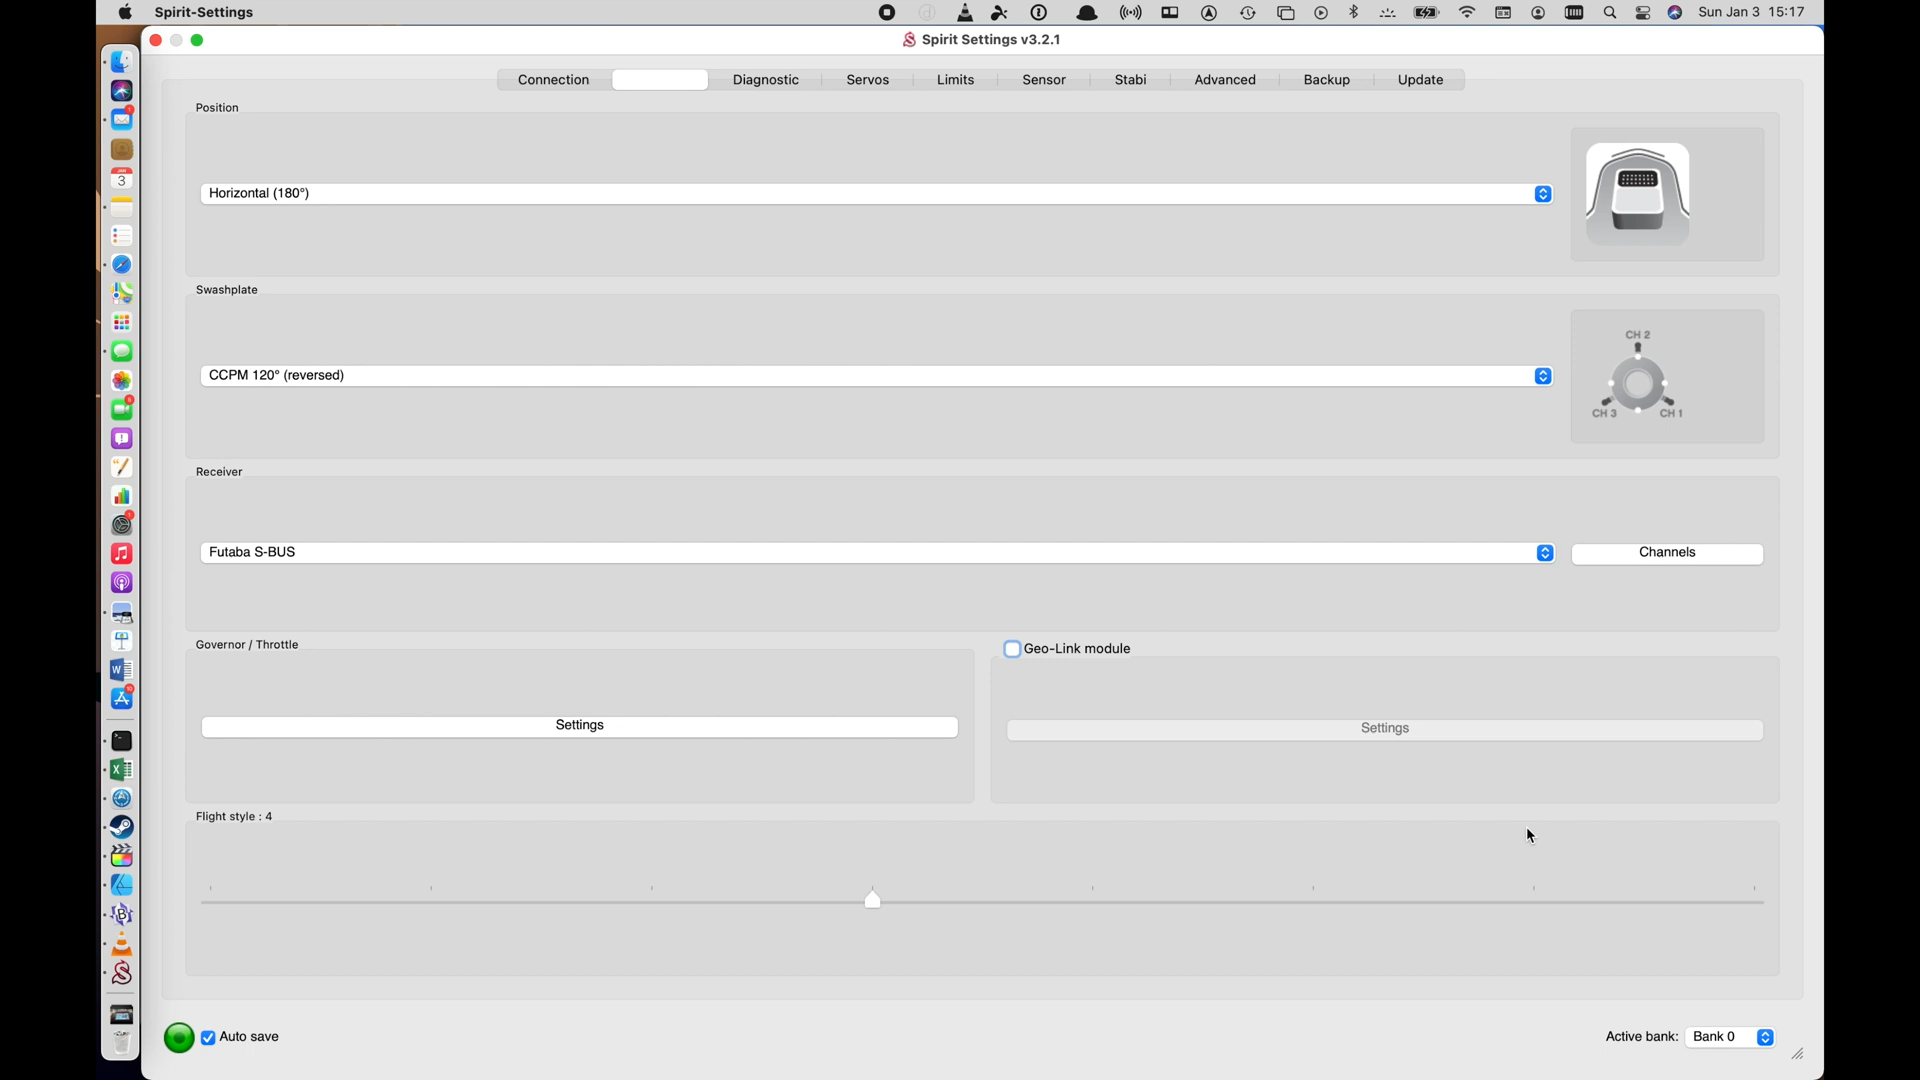 Spirit-Settings
Sun Jan 3 15:17
Spirit Settings v3.2.1
Connection
Diagnostic
Servos
Limits
Sensor
Stabi
Advanced
Backup
Update
Position
Horizontal (180°)
Swashplate
CCPM 120° (reversed)
CH 2
CH 3
CH 1
Receiver
Futaba S-BUS
Channels
Governor / Throttle
Settings
Geo-Link module
Settings
Flight style : 4
Auto save
Active bank:
Bank 0